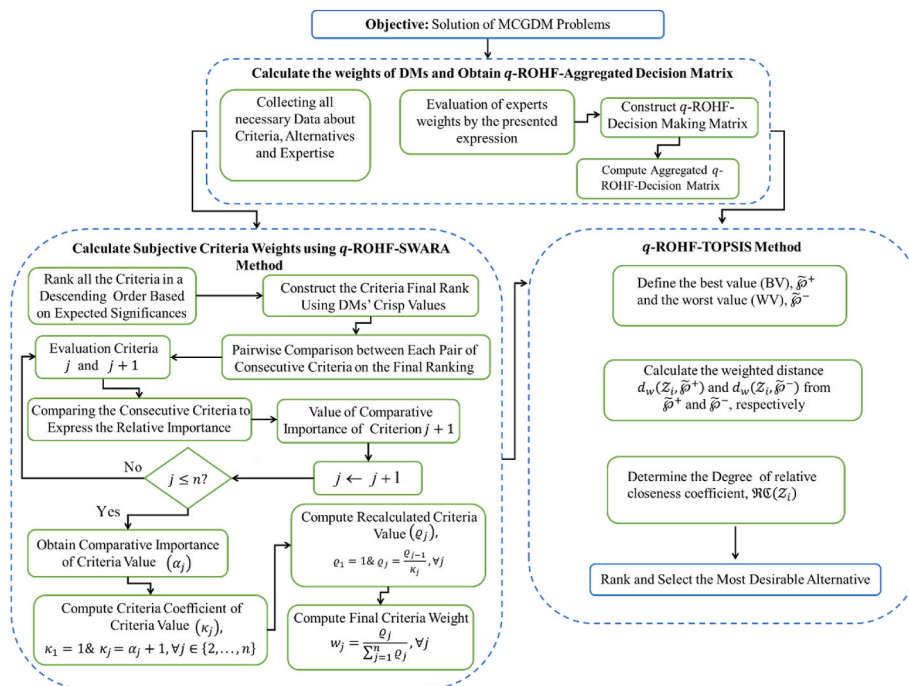 Objective: Solution of MCGDM Problems
Calculate the weights of DMs and Obtain q-ROHF-Aggregated Decision Matrix
Collecting all
necessary Data about
Criteria, Alternatives
and Expertise
Evaluation of experts
weights by the presented
expression
Construct q-ROHF-
Decision Making Matrix
Compute Aggregated q-
ROHF-Decision Matrix
Calculate Subjective Criteria Weights using q-ROHF-SWARA
Method
Rank all the Criteria in a
Descending Order Based
on Expected Significances
Construct the Criteria Final Rank
Using DMs' Crisp Values
Evaluation Criteria
j and j + 1
Pairwise Comparison between Each Pair of
Consecutive Criteria on the Final Ranking
Comparing the Consecutive Criteria to
Express the Relative Importance
Value of Comparative
Importance of Criterion j + 1
No
j ≤ n?
j ← j + 1
Yes
Obtain Comparative Importance
of Criteria Value (α_j)
Compute Criteria Coefficient of
Criteria Value (κ_j),
κ_1 = 1& κ_j = α_j + 1, ∀j ∈ {2, … , n}
Compute Recalculated Criteria
Value (ϱ_j),
ϱ_1 = 1& ϱ_j = ϱ_{j−1}/κ_j , ∀j
Compute Final Criteria Weight
w_j = ϱ_j/∑_{j=1}^{n} ϱ_j , ∀j
q-ROHF-TOPSIS Method
Define the best value (BV), ℘̃⁺
and the worst value (WV), ℘̃⁻
Calculate the weighted distance
d_w(Z_i, ℘̃⁺) and d_w(Z_i, ℘̃⁻) from
℘̃⁺ and ℘̃⁻, respectively
Determine the Degree of relative
closeness coefficient, ℜℭ(Z_i)
Rank and Select the Most Desirable Alternative